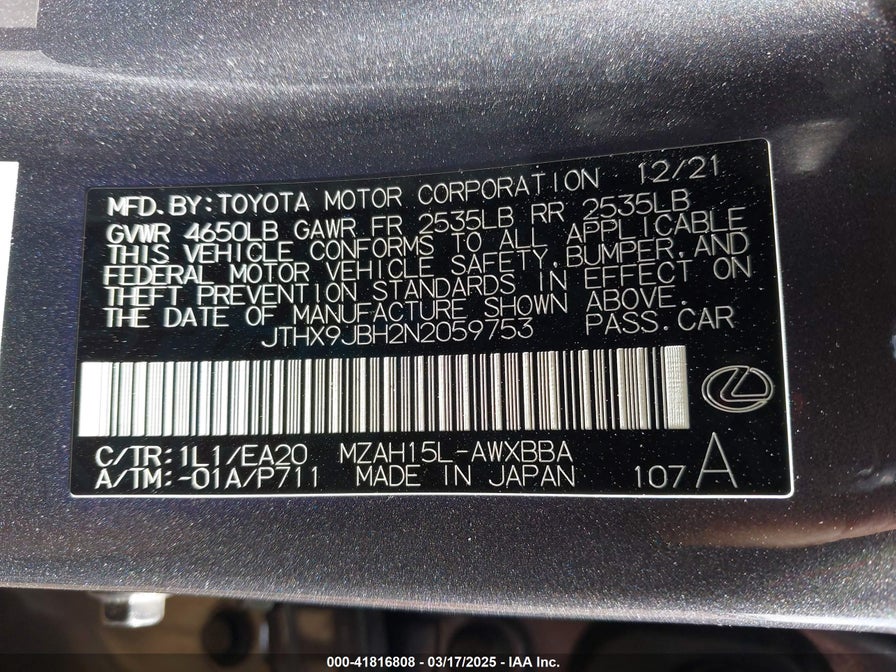 MFD. BY: TOYOTA MOTOR CORPORATION 12/21
GVWR 4650LB GAWR FR 2535LB RR 2535LB
THIS VEHICLE CONFORMS TO ALL APPLICABLE
FEDERAL MOTOR VEHICLE SAFETY, BUMPER, AND
THEFT PREVENTION STANDARDS IN EFFECT ON
THE DATE OF MANUFACTURE SHOWN ABOVE.
JTHX9JBH2N2059753 PASS. CAR
C/TR: 1L1/EA20 MZAH15L-AWXBBA
A/TM: -01A/P711 MADE IN JAPAN 107 A
000-41816808 - 03/17/2025 - IAA Inc.